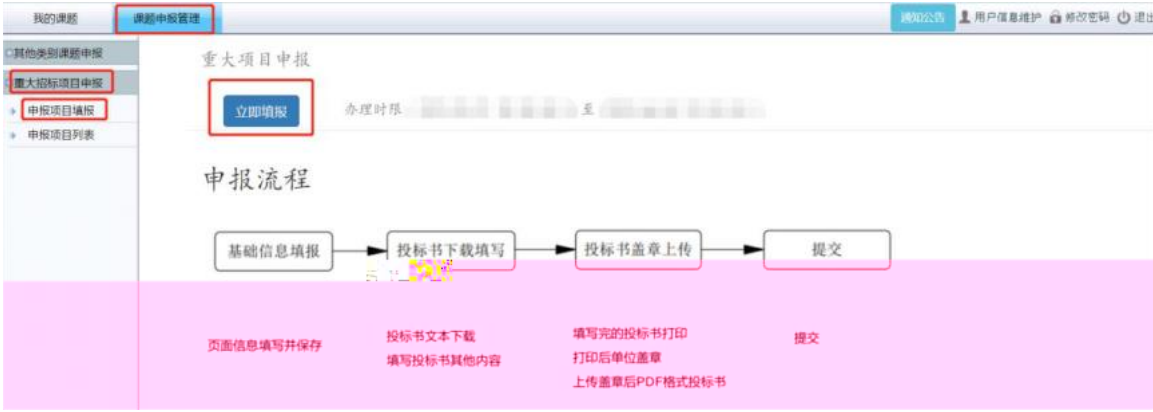 我的课题 课题申报管理 通知公告 用户信息维护 修改密码 退出
其他类别课题申报
重大招标项目申报
申报项目填报
申报项目列表
重大项目申报
立即填报 办理时限 至
申报流程
基础信息填报 投标书下载填写 投标书盖章上传 提交
页面信息填写并保存
投标书文本下载
填写投标书其他内容
填写完的投标书打印
打印后单位盖章
上传盖章后PDF格式投标书
提交